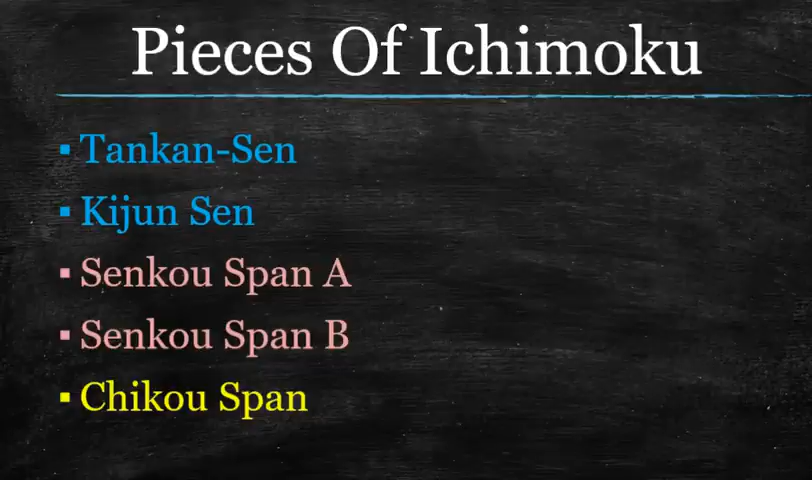 Pieces Of Ichimoku
▪ Tankan-Sen
▪ Kijun Sen
▪ Senkou Span A
▪ Senkou Span B
▪ Chikou Span